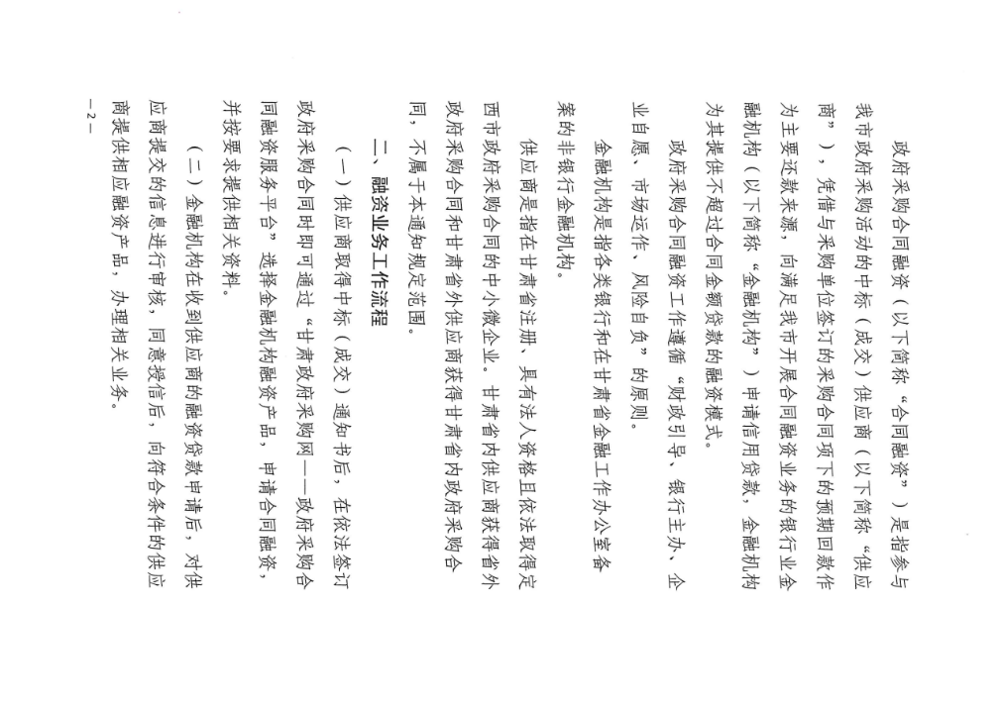 政府采购合同融资（以下简称“合同融资”）是指参与
我市政府采购活动的中标（成交）供应商（以下简称“供应
商”），凭借与采购单位签订的采购合同项下的预期回款作
为主要还款来源，向满足我市开展合同融资业务的银行业金
融机构（以下简称“金融机构”）申请信用贷款，金融机构
为其提供不超过合同金额贷款的融资模式。
政府采购合同融资工作遵循“财政引导、银行主办、企
业自愿、市场运作、风险自负”的原则。
金融机构是指各类银行和在甘肃省金融工作办公室备
案的非银行金融机构。
供应商是指在甘肃省注册、具有法人资格且依法取得定
西市政府采购合同的中小微企业。甘肃省内供应商获得省外
政府采购合同和甘肃省外供应商获得甘肃省内政府采购合
同，不属于本通知规定范围。
二、融资业务工作流程
（一）供应商取得中标（成交）通知书后，在依法签订
政府采购合同时即可通过“甘肃政府采购网——政府采购合
同融资服务平台”选择金融机构融资产品，申请合同融资，
并按要求提供相关资料。
（二）金融机构在收到供应商的融资贷款申请后，对供
应商提交的信息进行审核，同意授信后，向符合条件的供应
商提供相应融资产品，办理相关业务。
—2—